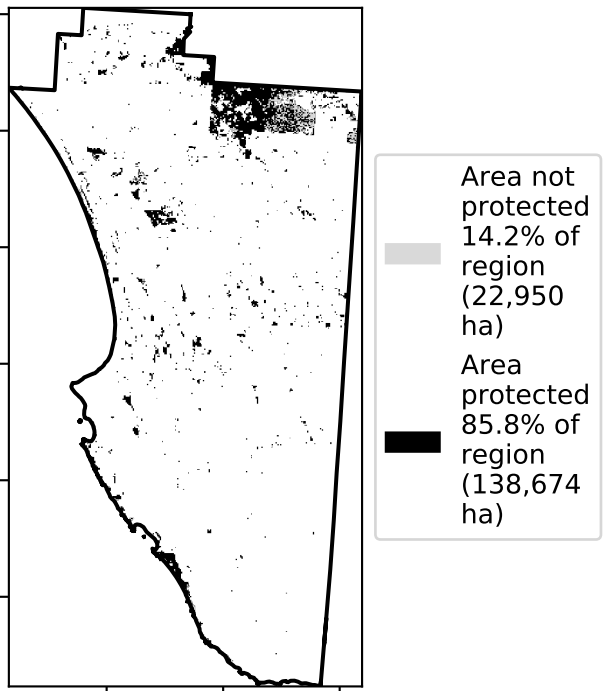 Area not
protected
14.2% of
region
(22,950
ha)
Area
protected
85.8% of
region
(138,674
ha)